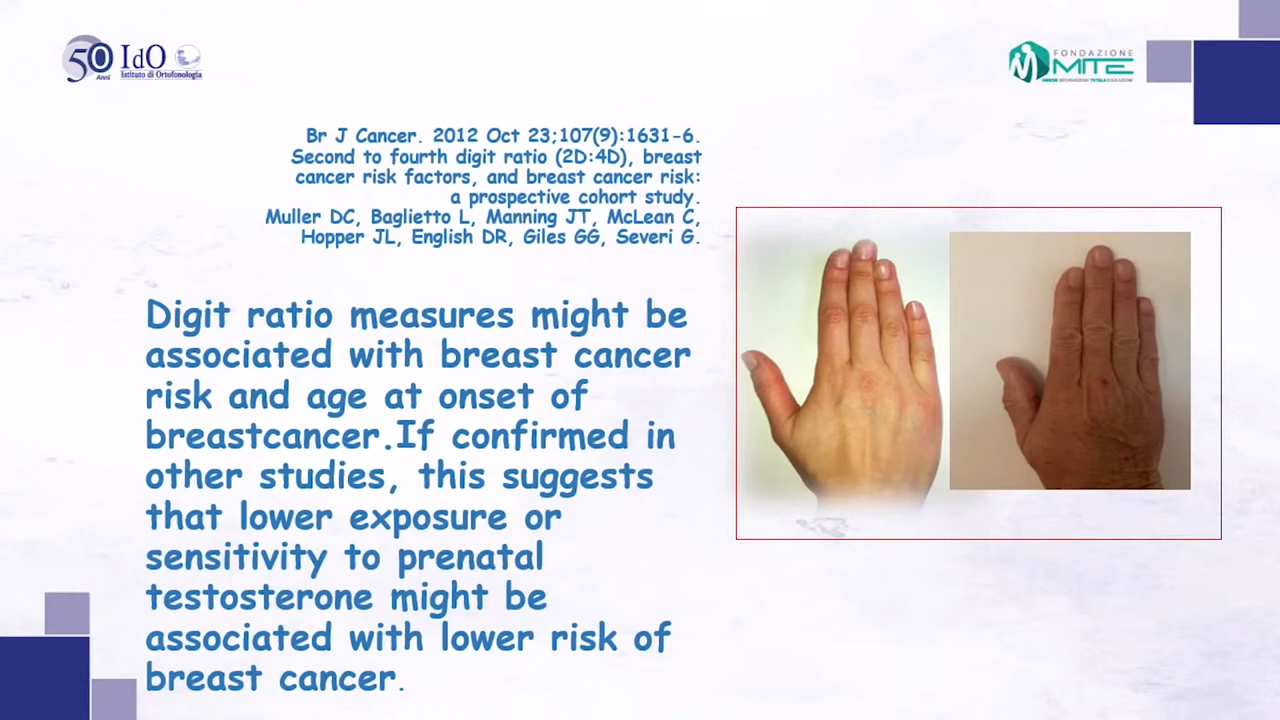 50 IdO
Anni
Istituto di Ortofonologia
FONDAZIONE
MITE
Br J Cancer. 2012 Oct 23;107(9):1631-6.
Second to fourth digit ratio (2D:4D), breast
cancer risk factors, and breast cancer risk:
a prospective cohort study.
Muller DC, Baglietto L, Manning JT, McLean C,
Hopper JL, English DR, Giles GG, Severi G.
Digit ratio measures might be
associated with breast cancer
risk and age at onset of
breastcancer.If confirmed in
other studies, this suggests
that lower exposure or
sensitivity to prenatal
testosterone might be
associated with lower risk of
breast cancer.